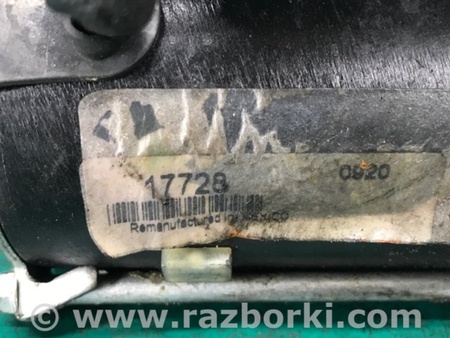 17728 0920
Remanufactured in MEXICO
www.razborki.com